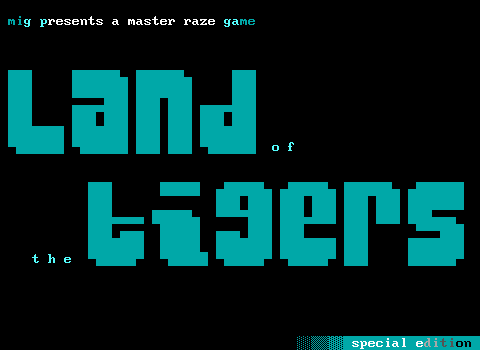 mig presents a master raze game
Land of
the tigers
special edition